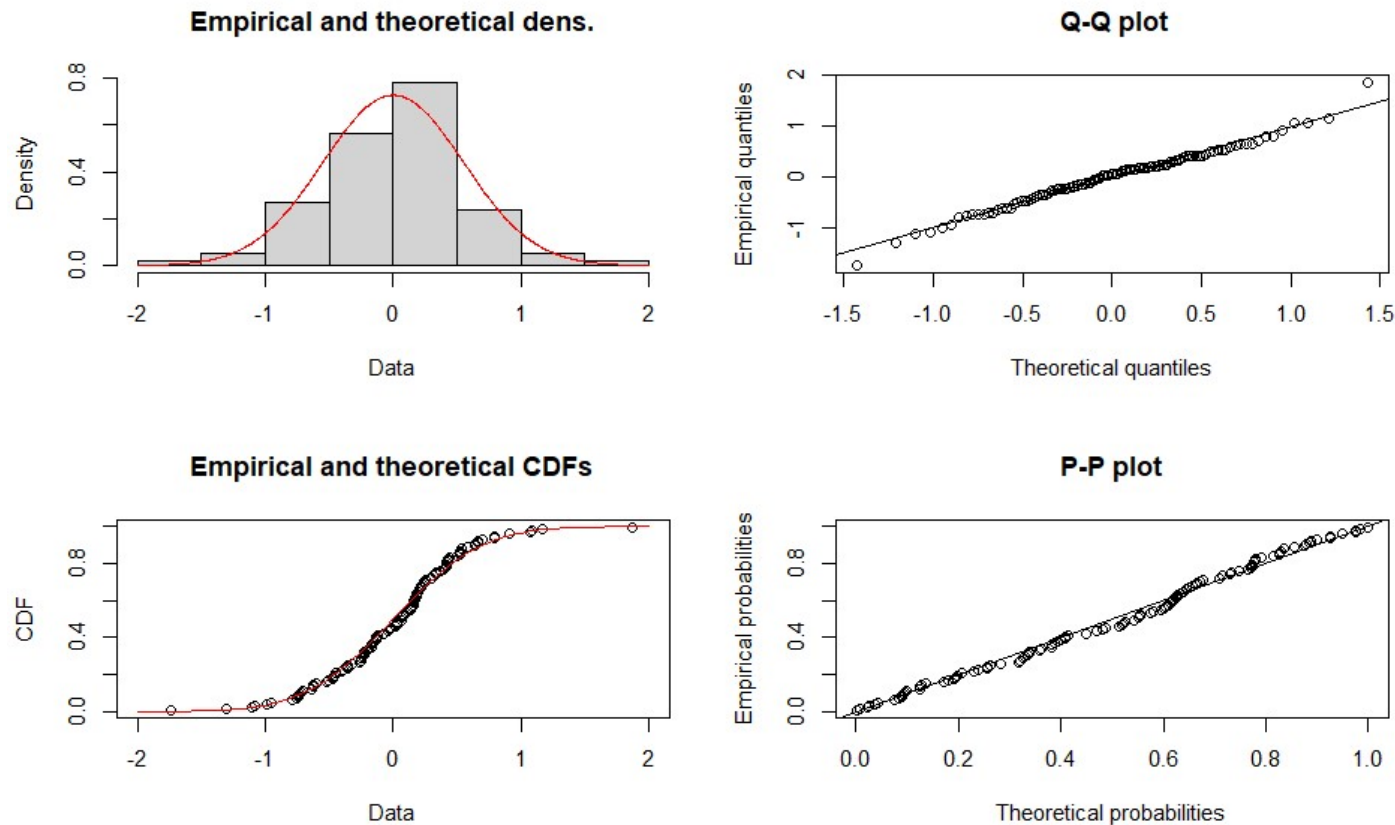 Empirical and theoretical dens.
Density
0.0 0.4 0.8
-2 -1 0 1 2
Data
Q-Q plot
Empirical quantiles
-1 0 1 2
-1.5 -1.0 -0.5 0.0 0.5 1.0 1.5
Theoretical quantiles
Empirical and theoretical CDFs
CDF
0.0 0.4 0.8
-2 -1 0 1 2
Data
P-P plot
Empirical probabilities
0.0 0.4 0.8
0.0 0.2 0.4 0.6 0.8 1.0
Theoretical probabilities